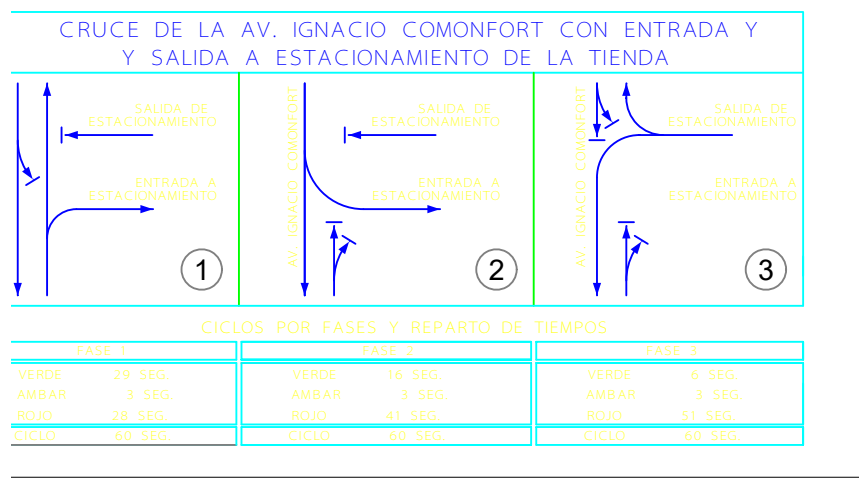 CRUCE DE LA AV. IGNACIO COMONFORT CON ENTRADA Y
Y SALIDA A ESTACIONAMIENTO DE LA TIENDA
SALIDA DE
ESTACIONAMIENTO
ENTRADA A
ESTACIONAMIENTO
1
AV. IGNACIO COMONFORT
SALIDA DE
ESTACIONAMIENTO
ENTRADA A
ESTACIONAMIENTO
2
AV. IGNACIO COMONFORT
SALIDA DE
ESTACIONAMIENTO
ENTRADA A
ESTACIONAMIENTO
3
CICLOS POR FASES Y REPARTO DE TIEMPOS
FASE 1 FASE 2 FASE 3
VERDE 29 SEG. VERDE 16 SEG. VERDE 6 SEG.
AMBAR 3 SEG. AMBAR 3 SEG. AMBAR 3 SEG.
ROJO 28 SEG. ROJO 41 SEG. ROJO 51 SEG.
CICLO 60 SEG. CICLO 60 SEG. CICLO 60 SEG.